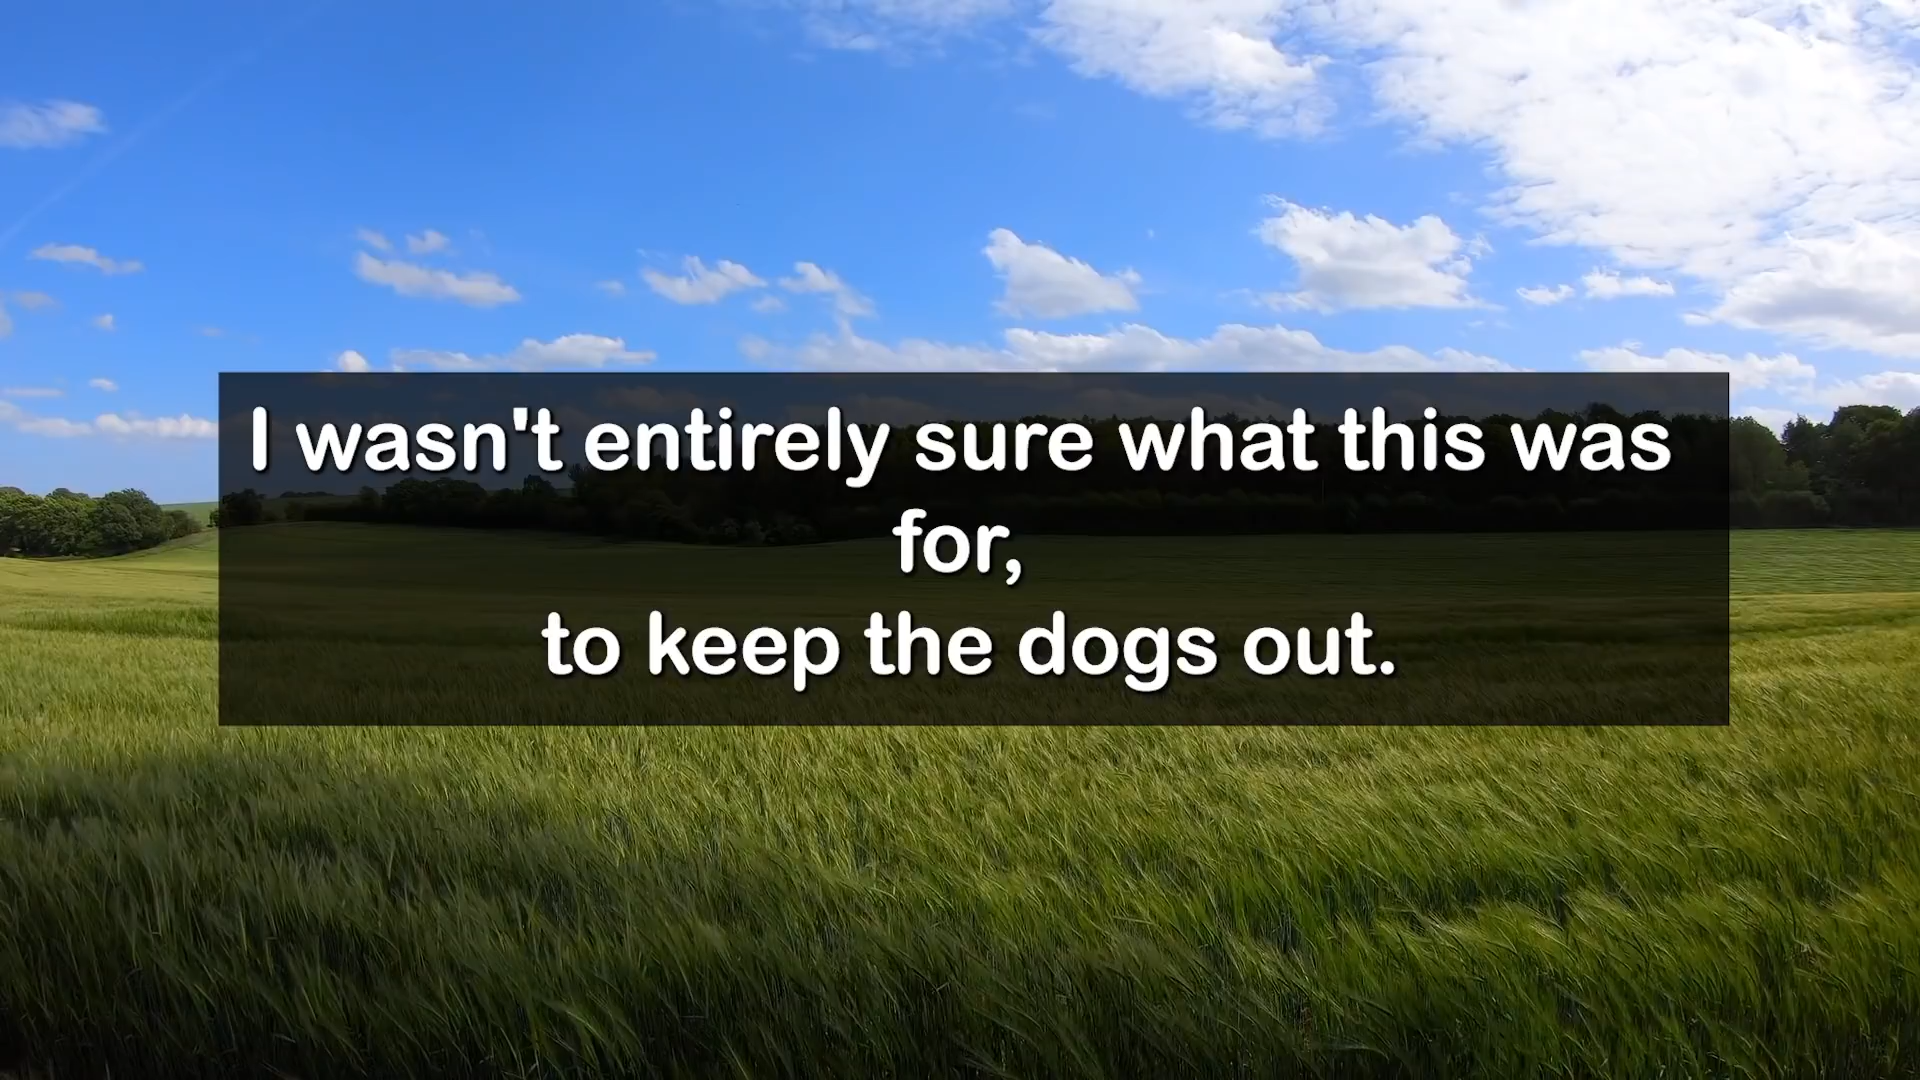 I wasn't entirely sure what this was
for,
to keep the dogs out.